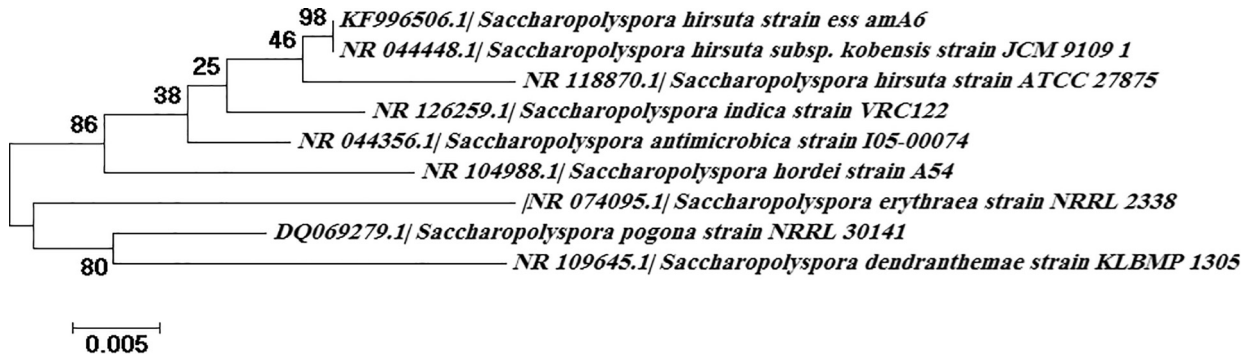 98 KF996506.1| Saccharopolyspora hirsuta strain ess amA6
46 NR 044448.1| Saccharopolyspora hirsuta subsp. kobensis strain JCM 9109 1
25 NR 118870.1| Saccharopolyspora hirsuta strain ATCC 27875
38 NR 126259.1| Saccharopolyspora indica strain VRC122
86 NR 044356.1| Saccharopolyspora antimicrobica strain I05-00074
NR 104988.1| Saccharopolyspora hordei strain A54
|NR 074095.1| Saccharopolyspora erythraea strain NRRL 2338
DQ069279.1| Saccharopolyspora pogona strain NRRL 30141
80 NR 109645.1| Saccharopolyspora dendranthemae strain KLBMP 1305
0.005